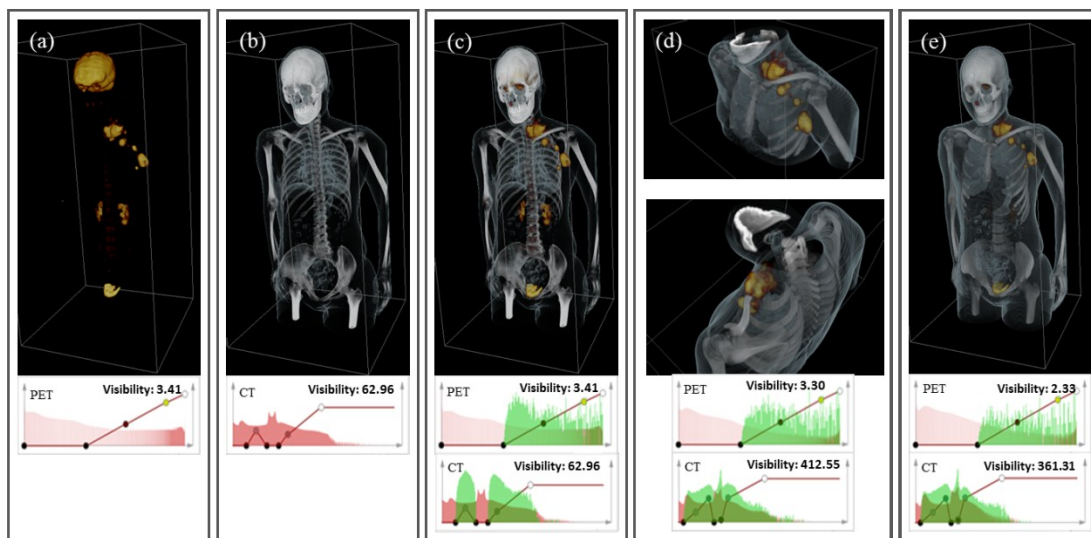 (a)
PET
Visibility: 3.41
(b)
CT
Visibility: 62.96
(c)
PET
Visibility: 3.41
CT
Visibility: 62.96
(d)
PET
Visibility: 3.30
CT
Visibility: 412.55
(e)
PET
Visibility: 2.33
CT
Visibility: 361.31